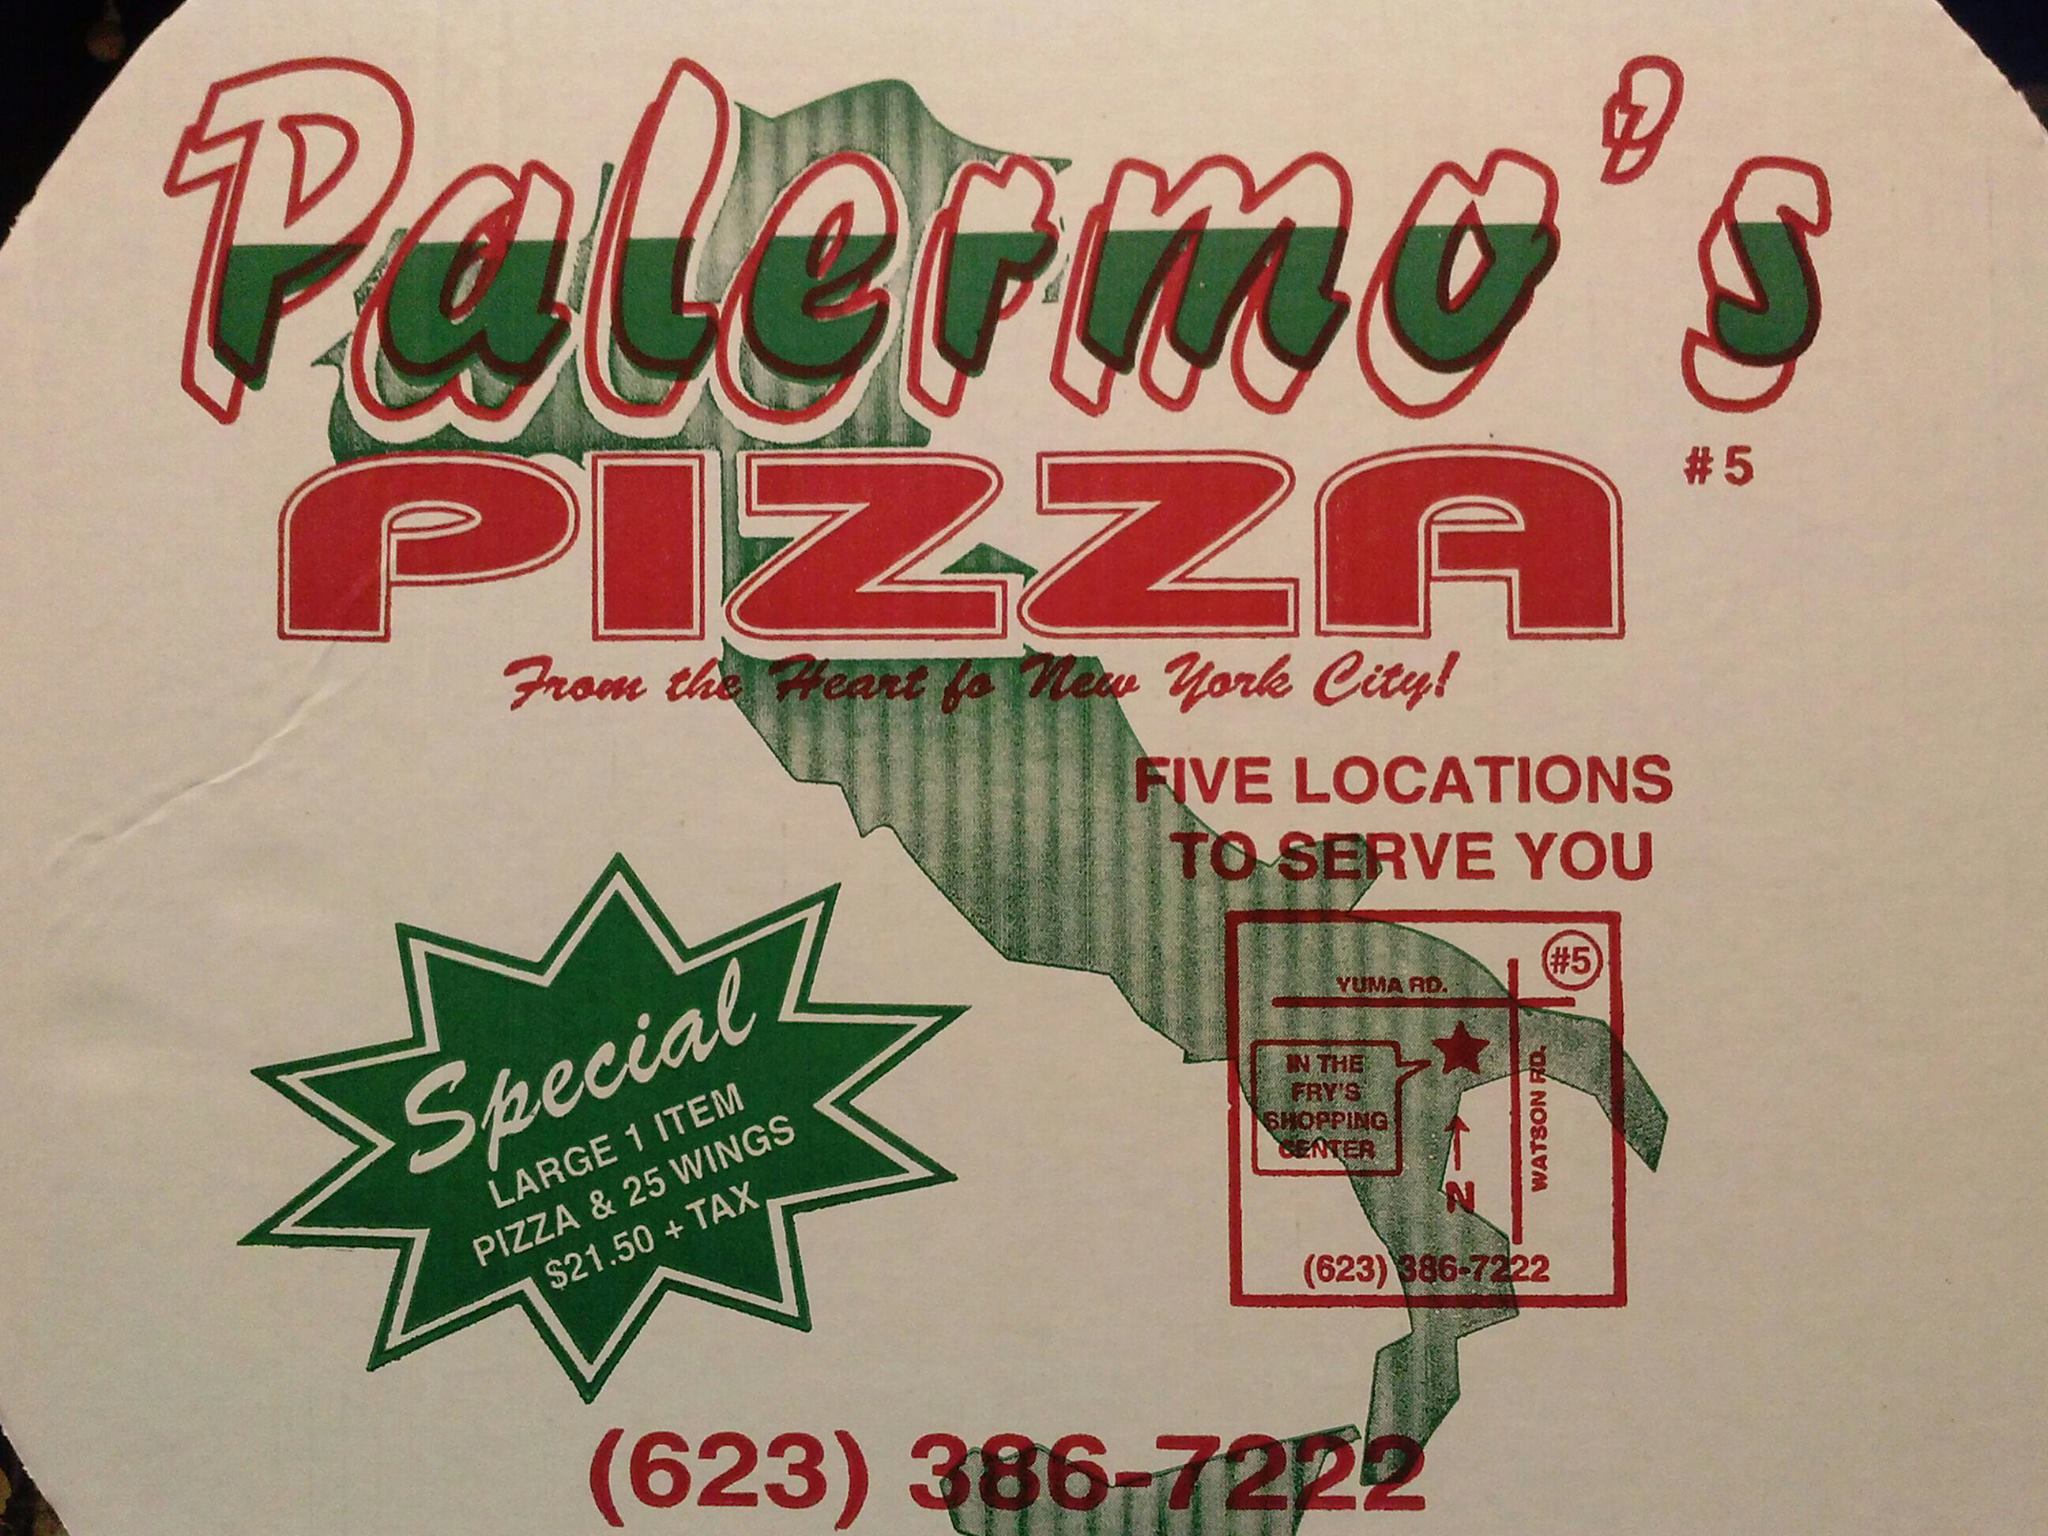 Palermo's
PIZZA #5
From the Heart fo New York City!
FIVE LOCATIONS
TO SERVE YOU
Special
LARGE 1 ITEM
PIZZA & 25 WINGS
$21.50 + TAX
#5
YUMA RD.
IN THE
FRY'S
SHOPPING
CENTER
WATSON RD.
N
(623) 386-7222
(623) 386-7222